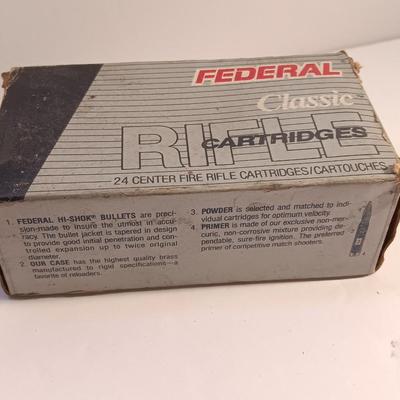 FEDERAL
Classic
RIFLE
CARTRIDGES
24 CENTER FIRE RIFLE CARTRIDGES/CARTOUCHES
1. FEDERAL HI-SHOK® BULLETS are preci-
sion-made to insure the utmost in accu-
racy. The bullet jacket is tapered in design
to provide good initial penetration and con-
trolled expansion up to twice original
diameter.
2. OUR CASE has the highest quality brass
manufactured to rigid specifications—a
favorite of reloaders.
3. POWDER is selected and matched to indi-
vidual cartridges for optimum velocity.
4. PRIMER is made of our exclusive non-mer-
curic, non-corrosive mixture providing de-
pendable, sure-fire ignition. The preferred
primer of competitive match shooters.